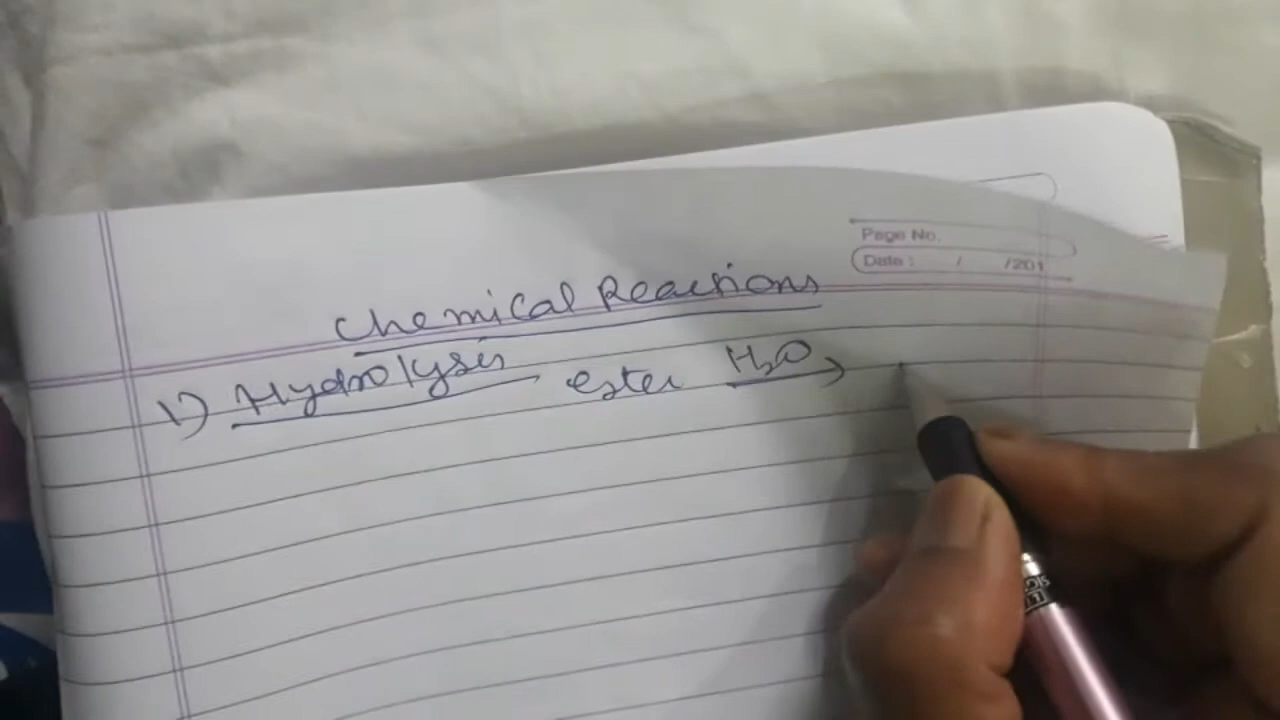 Page No.
Date : / /201
Chemical Reactions
1) Hydrolysis ester H2O →